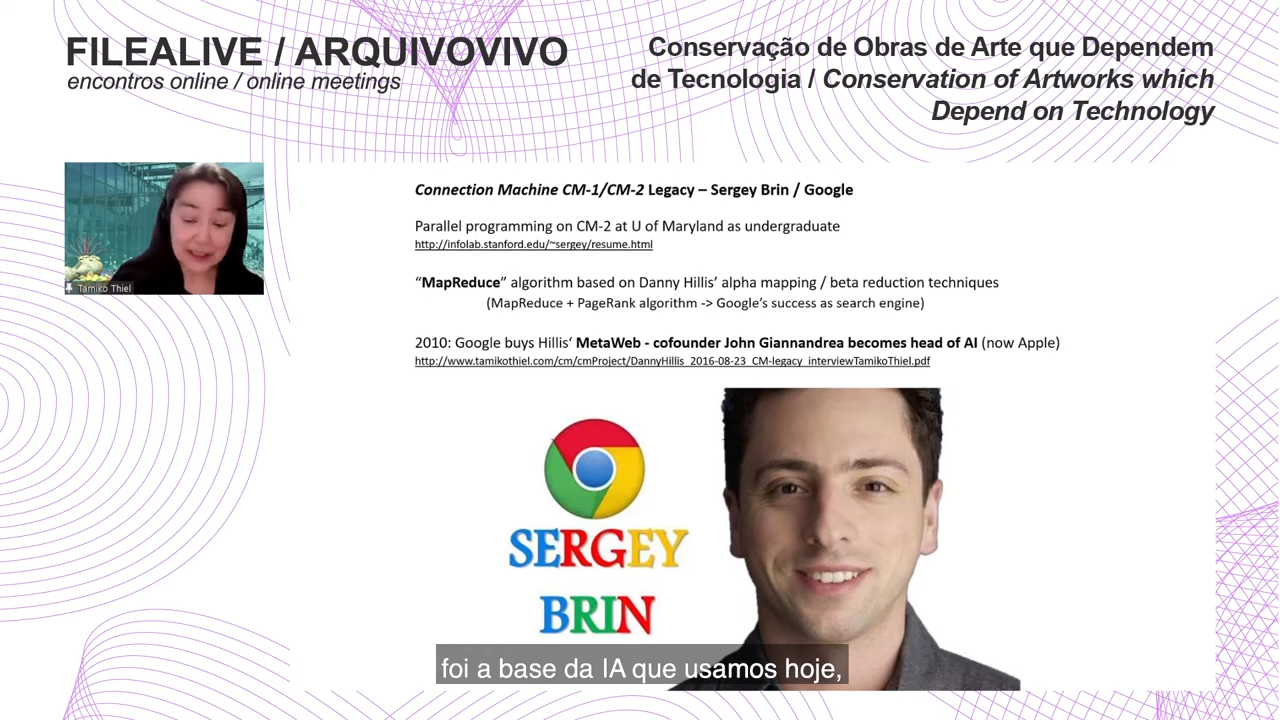 FILEALIVE / ARQUIVOVIVO
encontros online / online meetings
Conservação de Obras de Arte que Dependem
de Tecnologia / Conservation of Artworks which
Depend on Technology
Tamiko Thiel
Connection Machine CM-1/CM-2 Legacy – Sergey Brin / Google
Parallel programming on CM-2 at U of Maryland as undergraduate
http://infolab.stanford.edu/~sergey/resume.html
“MapReduce” algorithm based on Danny Hillis’ alpha mapping / beta reduction techniques
(MapReduce + PageRank algorithm -> Google’s success as search engine)
2010: Google buys Hillis‘ MetaWeb - cofounder John Giannandrea becomes head of AI (now Apple)
http://www.tamikothiel.com/cm/cmProject/DannyHillis_2016-08-23_CM-legacy_interviewTamikoThiel.pdf
SERGEY
BRIN
foi a base da IA que usamos hoje,